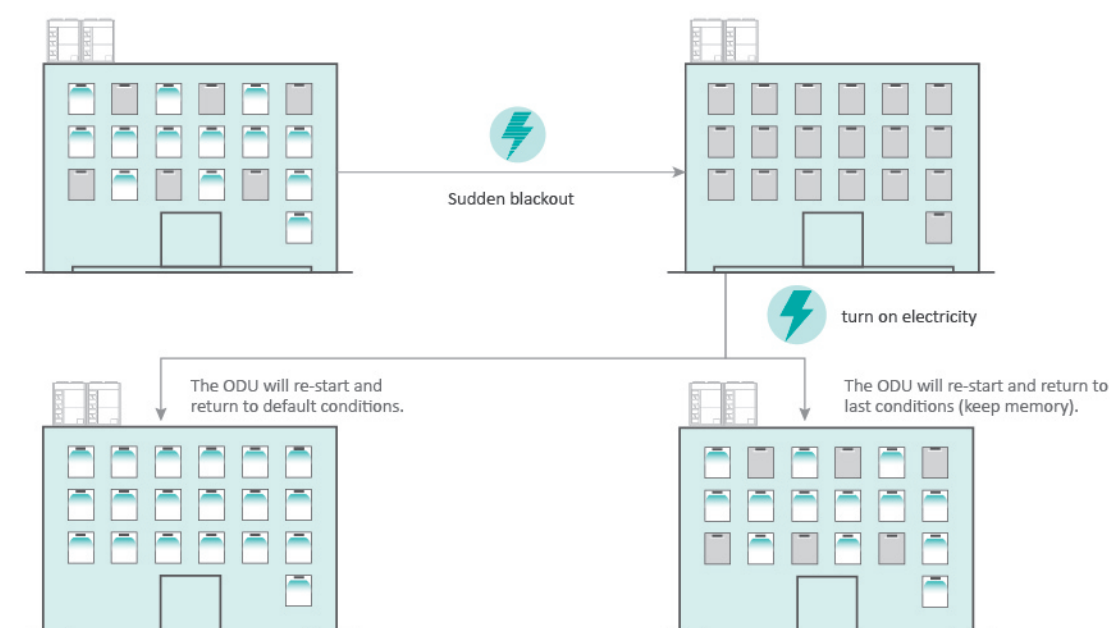 Sudden blackout
turn on electricity
The ODU will re-start and
return to default conditions.
The ODU will re-start and return to
last conditions (keep memory).